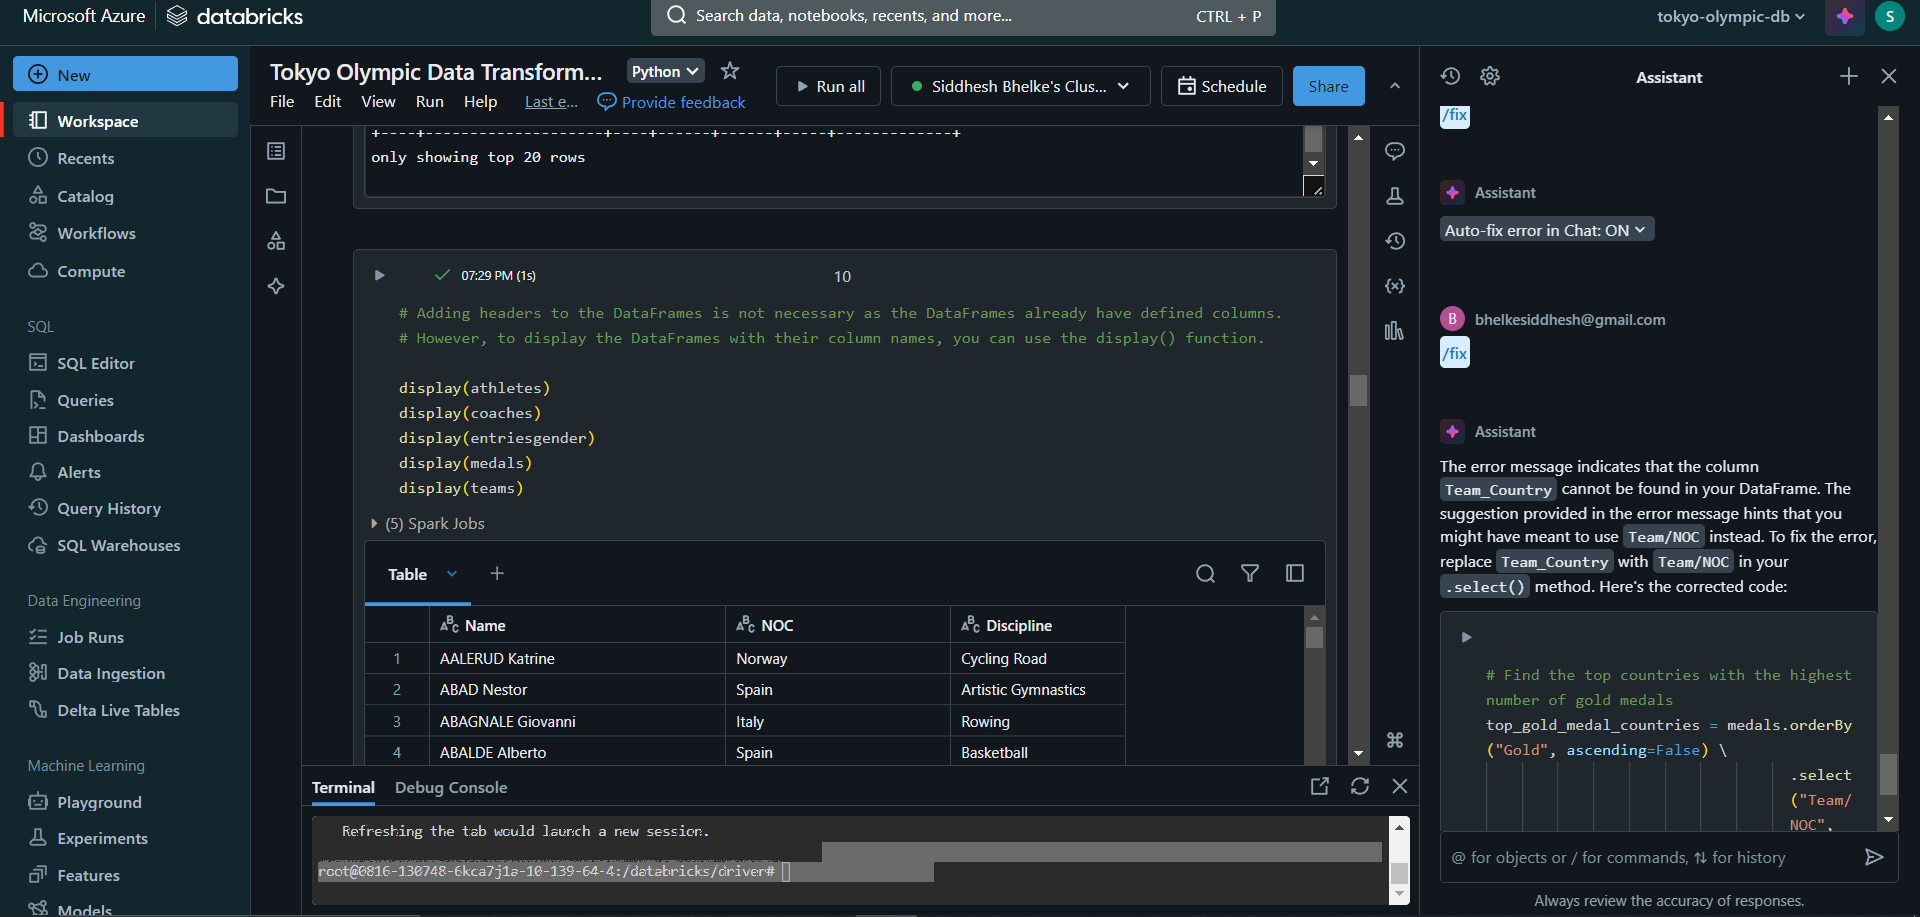 Microsoft Azure
databricks
Search data, notebooks, recents, and more...
CTRL + P
tokyo-olympic-db
S
New
Workspace
Recents
Catalog
Workflows
Compute
SQL
SQL Editor
Queries
Dashboards
Alerts
Query History
SQL Warehouses
Data Engineering
Job Runs
Data Ingestion
Delta Live Tables
Machine Learning
Playground
Experiments
Features
Models
Tokyo Olympic Data Transform...
Python
File Edit View Run Help Last e... Provide feedback
Run all
Siddhesh Bhelke's Clus...
Schedule
Share
+----+--------------------+----+------+------+-----+-------------+
only showing top 20 rows
07:29 PM (1s)
10
# Adding headers to the DataFrames is not necessary as the DataFrames already have defined columns.
# However, to display the DataFrames with their column names, you can use the display() function.
display(athletes)
display(coaches)
display(entriesgender)
display(medals)
display(teams)
(5) Spark Jobs
Table
Name NOC Discipline
1 AALERUD Katrine Norway Cycling Road
2 ABAD Nestor Spain Artistic Gymnastics
3 ABAGNALE Giovanni Italy Rowing
4 ABALDE Alberto Spain Basketball
Terminal Debug Console
Refreshing the tab would launch a new session.
root@0816-130748-6kca7j1a-10-139-64-4:/databricks/driver#
Assistant
/fix
Assistant
Auto-fix error in Chat: ON
B bhelkesiddhesh@gmail.com
/fix
Assistant
The error message indicates that the column
Team_Country cannot be found in your DataFrame. The
suggestion provided in the error message hints that you
might have meant to use Team/NOC instead. To fix the error,
replace Team_Country with Team/NOC in your
.select() method. Here's the corrected code:
# Find the top countries with the highest
number of gold medals
top_gold_medal_countries = medals.orderBy
("Gold", ascending=False) \
.select
("Team/
NOC",
@ for objects or / for commands, ⇅ for history
Always review the accuracy of responses.